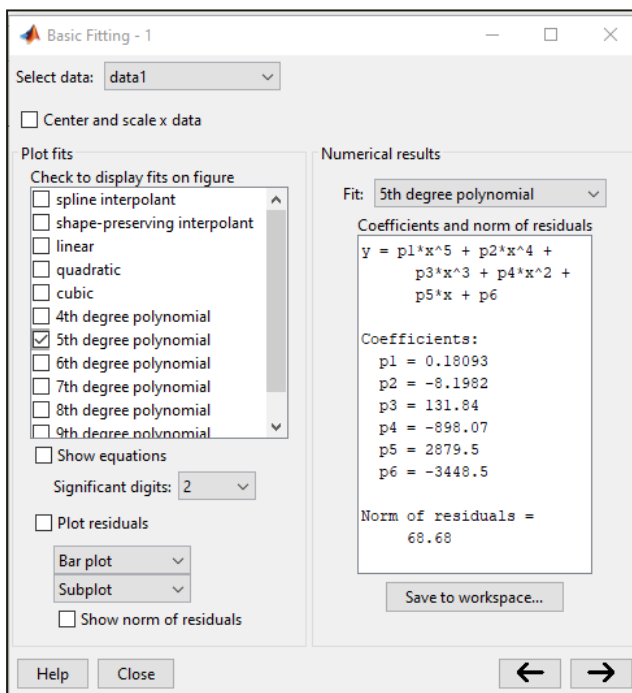 Basic Fitting - 1
Select data: data1
Center and scale x data
Plot fits
Check to display fits on figure
spline interpolant
shape-preserving interpolant
linear
quadratic
cubic
4th degree polynomial
5th degree polynomial
6th degree polynomial
7th degree polynomial
8th degree polynomial
9th degree polynomial
Show equations
Significant digits: 2
Plot residuals
Bar plot
Subplot
Show norm of residuals
Numerical results
Fit: 5th degree polynomial
Coefficients and norm of residuals
y = p1*x^5 + p2*x^4 +
p3*x^3 + p4*x^2 +
p5*x + p6
Coefficients:
p1 = 0.18093
p2 = -8.1982
p3 = 131.84
p4 = -898.07
p5 = 2879.5
p6 = -3448.5
Norm of residuals =
68.68
Save to workspace...
Help Close